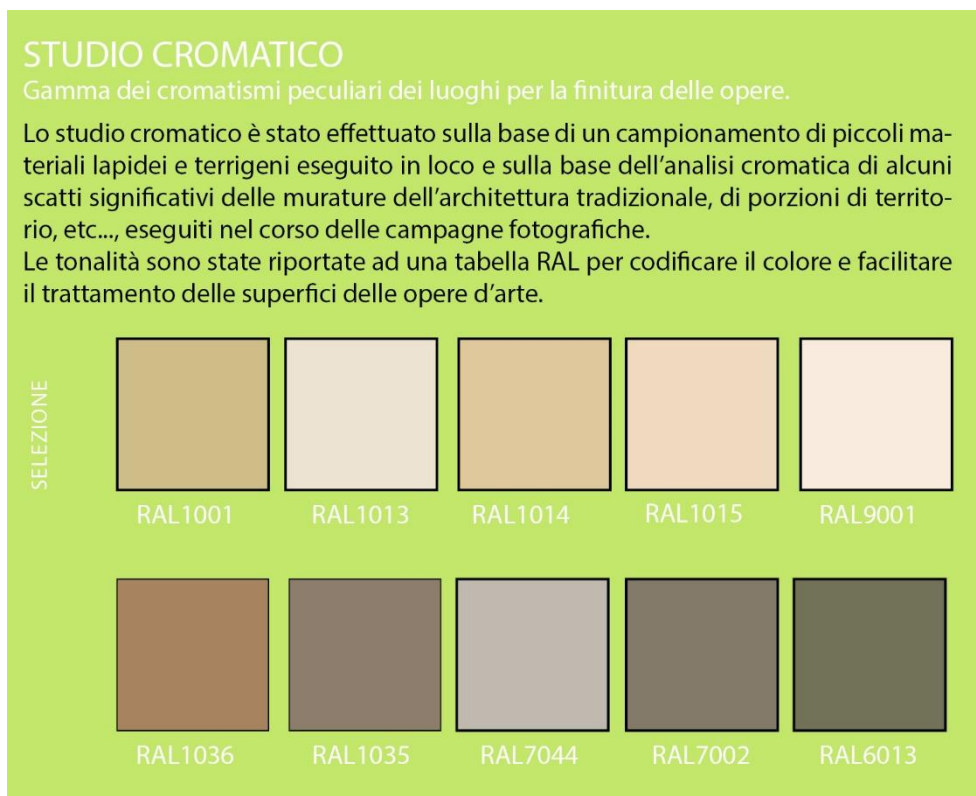 STUDIO CROMATICO
Gamma dei cromatismi peculiari dei luoghi per la finitura delle opere.
Lo studio cromatico è stato effettuato sulla base di un campionamento di piccoli ma-
teriali lapidei e terrigeni eseguito in loco e sulla base dell'analisi cromatica di alcuni
scatti significativi delle murature dell'architettura tradizionale, di porzioni di territo-
rio, etc..., eseguiti nel corso delle campagne fotografiche.
Le tonalità sono state riportate ad una tabella RAL per codificare il colore e facilitare
il trattamento delle superfici delle opere d'arte.
SELEZIONE
RAL1001 RAL1013 RAL1014 RAL1015 RAL9001
RAL1036 RAL1035 RAL7044 RAL7002 RAL6013